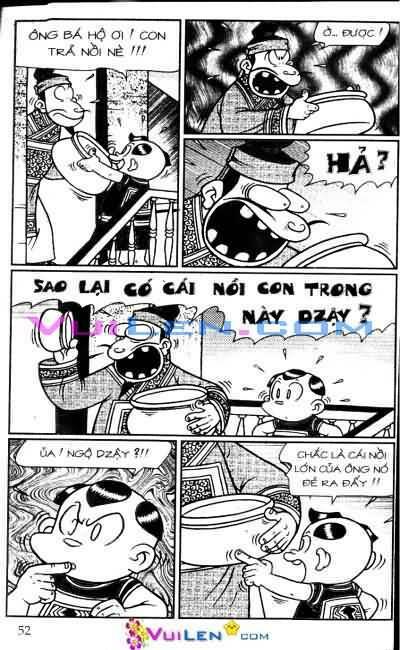 ÔNG BÁ HỘ ƠI ! CON
TRẢ NỒI NÈ !!!
Ờ... ĐƯỢC !
HẢ?
SAO LẠI CÓ CÁI NỒI CON TRONG
NÀY DZẬY?
VuiLen.com
ỦA ! NGỘ DZẬY ?!!
CHẮC LÀ CÁI NỒI
LỚN CỦA ÔNG NÓ
ĐẺ RA ĐẤY !!
52
VuiLen.com